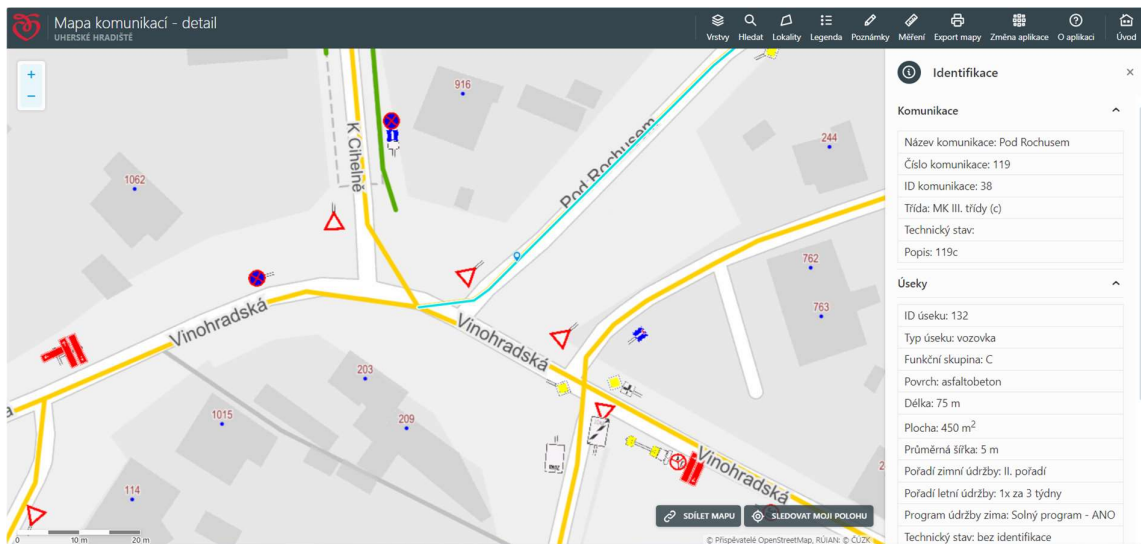 Mapa komunikací - detail
UHERSKÉ HRADIŠTĚ
Vrstvy
Hledat
Lokality
Legenda
Poznámky
Měření
Export mapy
Změna aplikace
O aplikaci
Úvod
+
−
916
K Cihelně
Pod Rochusem
244
1062
762
763
Vinohradská
Vinohradská
203
1015
209
Vinohradská
114
0 10 m 20 m
SDÍLET MAPU
SLEDOVAT MOJI POLOHU
© Přispěvatelé OpenStreetMap, RÚIAN: © ČÚZK
Identifikace
Komunikace
Název komunikace: Pod Rochusem
Číslo komunikace: 119
ID komunikace: 38
Třída: MK III. třídy (c)
Technický stav:
Popis: 119c
Úseky
ID úseku: 132
Typ úseku: vozovka
Funkční skupina: C
Povrch: asfaltobeton
Délka: 75 m
Plocha: 450 m²
Průměrná šířka: 5 m
Pořadí zimní údržby: II. pořadí
Pořadí letní údržby: 1x za 3 týdny
Program údržby zima: Solný program - ANO
Technický stav: bez identifikace